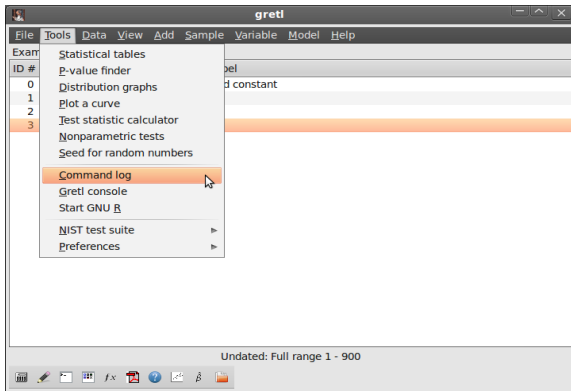 gretl
File Tools Data View Add Sample Variable Model Help
Exam
ID #
bel
0
d constant
1
2
3
Statistical tables
P-value finder
Distribution graphs
Plot a curve
Test statistic calculator
Nonparametric tests
Seed for random numbers
Command log
Gretl console
Start GNU R
NIST test suite
Preferences
Undated: Full range 1 - 900
fx
β̂